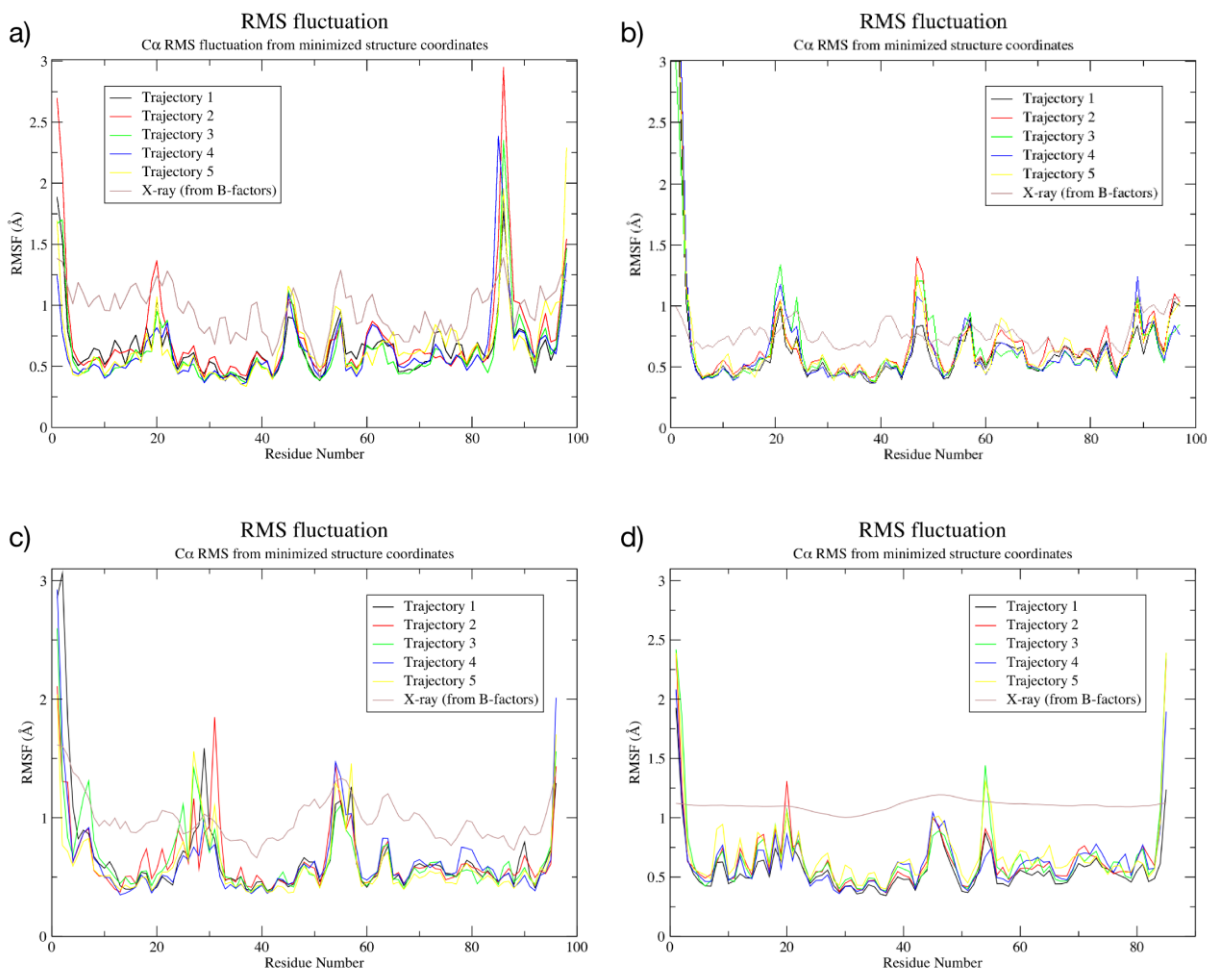 a)
RMS fluctuation
Cα RMS fluctuation from minimized structure coordinates
3
2.5
2
1.5
1
0.5
0
RMSF (Å)
Trajectory 1
Trajectory 2
Trajectory 3
Trajectory 4
Trajectory 5
X-ray (from B-factors)
0 20 40 60 80 100
Residue Number
b)
RMS fluctuation
Cα RMS from minimized structure coordinates
3
2.5
2
1.5
1
0.5
0
RMSF (Å)
Trajectory 1
Trajectory 2
Trajectory 3
Trajectory 4
Trajectory 5
X-ray (from B-factors)
0 20 40 60 80 100
Residue Number
c)
RMS fluctuation
Cα RMS from minimized structure coordinates
3
2.5
2
1.5
1
0.5
0
RMSF (Å)
Trajectory 1
Trajectory 2
Trajectory 3
Trajectory 4
Trajectory 5
X-ray (from B-factors)
0 20 40 60 80 100
Residue Number
d)
RMS fluctuation
Cα RMS from minimized structure coordinates
3
2.5
2
1.5
1
0.5
0
RMSF (Å)
Trajectory 1
Trajectory 2
Trajectory 3
Trajectory 4
Trajectory 5
X-ray (from B-factors)
0 20 40 60 80
Residue Number